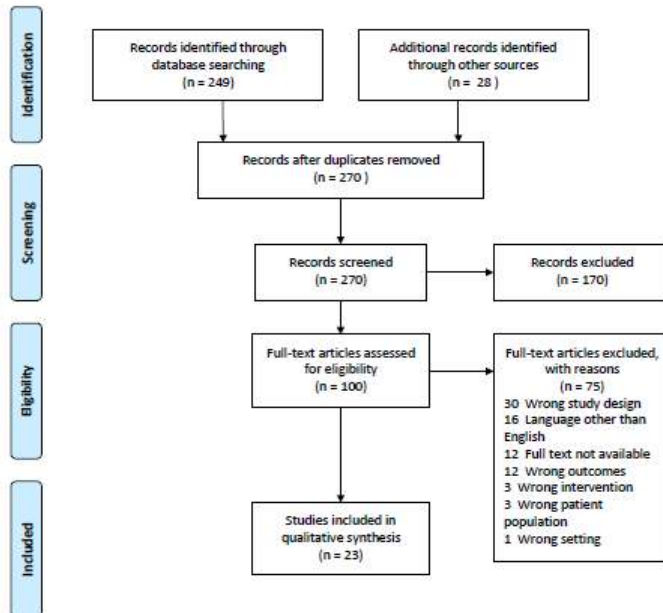 Identification
Records identified through
database searching
(n = 249)
Additional records identified
through other sources
(n = 28 )
Records after duplicates removed
(n = 270 )
Screening
Records screened
(n = 270)
Records excluded
(n = 170)
Eligibility
Full-text articles assessed
for eligibility
(n = 100)
Full-text articles excluded,
with reasons
(n = 75)
30 Wrong study design
16 Language other than
English
12 Full text not available
12 Wrong outcomes
3 Wrong intervention
3 Wrong patient
population
1 Wrong setting
Included
Studies included in
qualitative synthesis
(n = 23)